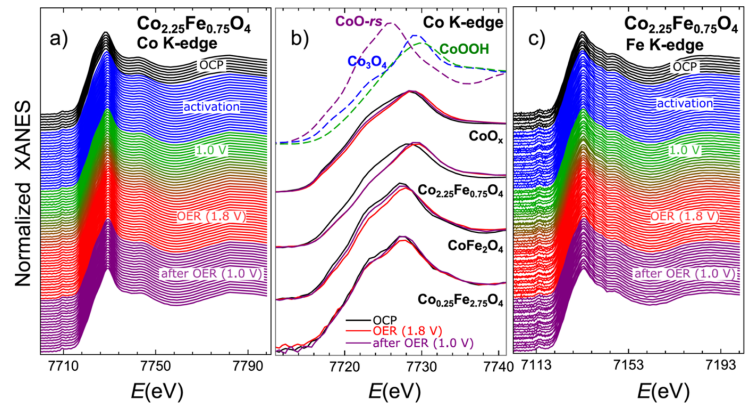 a)
Co2.25Fe0.75O4
Co K-edge
OCP
activation
1.0 V
OER (1.8 V)
after OER (1.0 V)
Normalized XANES
7710
7750
7790
E(eV)
b)
CoO-rs
Co K-edge
CoOOH
Co3O4
CoOx
Co2.25Fe0.75O4
CoFe2O4
Co0.25Fe2.75O4
OCP
OER (1.8 V)
after OER (1.0 V)
7720
7730
7740
E(eV)
c)
Co2.25Fe0.75O4
Fe K-edge
OCP
activation
1.0 V
OER (1.8 V)
after OER (1.0 V)
7113
7153
7193
E(eV)